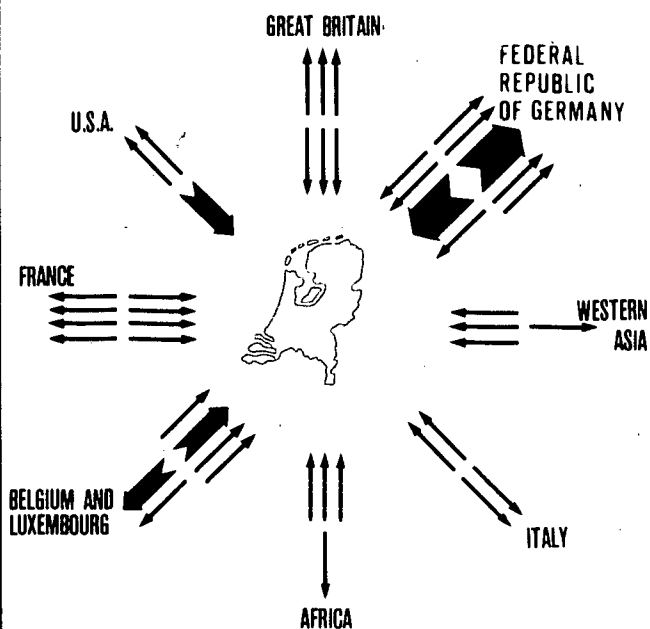 GREAT BRITAIN
FEDERAL
REPUBLIC
OF GERMANY
U.S.A.
FRANCE
WESTERN
ASIA
BELGIUM AND
LUXEMBOURG
ITALY
AFRICA